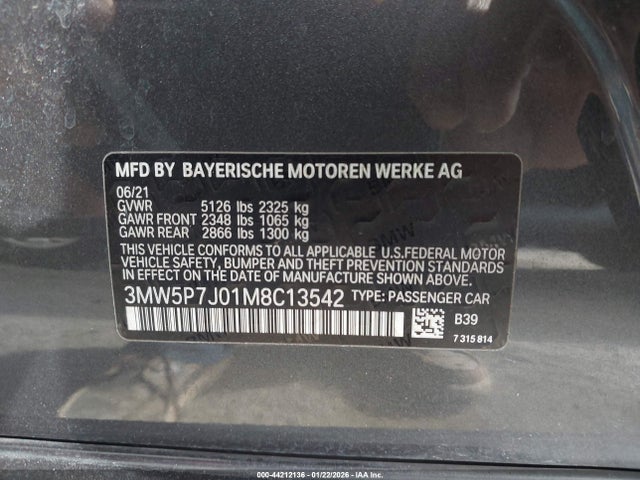 MFD BY BAYERISCHE MOTOREN WERKE AG
06/21
GVWR 5126 lbs 2325 kg
GAWR FRONT 2348 lbs 1065 kg
GAWR REAR 2866 lbs 1300 kg
THIS VEHICLE CONFORMS TO ALL APPLICABLE U.S.FEDERAL MOTOR
VEHICLE SAFETY, BUMPER AND THEFT PREVENTION STANDARDS
IN EFFECT ON THE DATE OF MANUFACTURE SHOWN ABOVE.
3MW5P7J01M8C13542 TYPE: PASSENGER CAR
B39
7 315 814
000-44212136 - 01/22/2026 - IAA Inc.